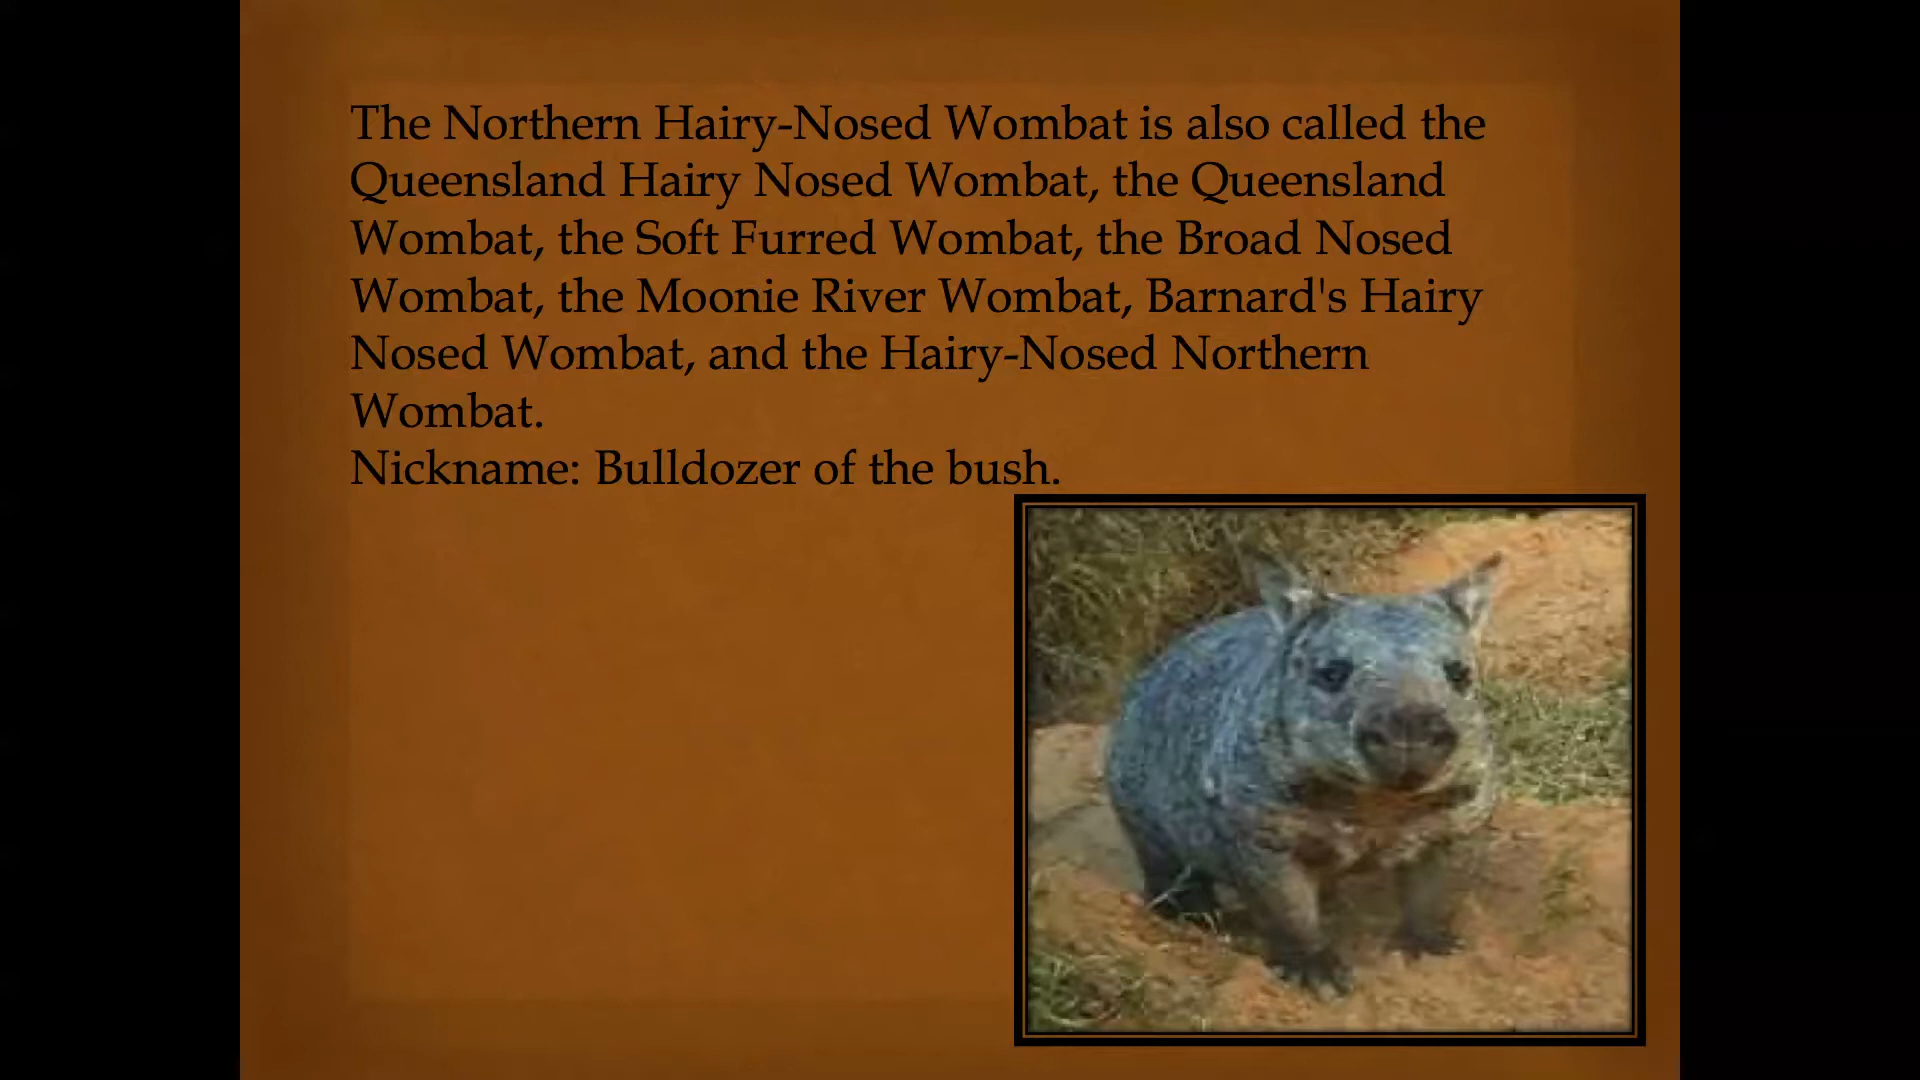 The Northern Hairy-Nosed Wombat is also called the
Queensland Hairy Nosed Wombat, the Queensland
Wombat, the Soft Furred Wombat, the Broad Nosed
Wombat, the Moonie River Wombat, Barnard's Hairy
Nosed Wombat, and the Hairy-Nosed Northern
Wombat.
Nickname: Bulldozer of the bush.